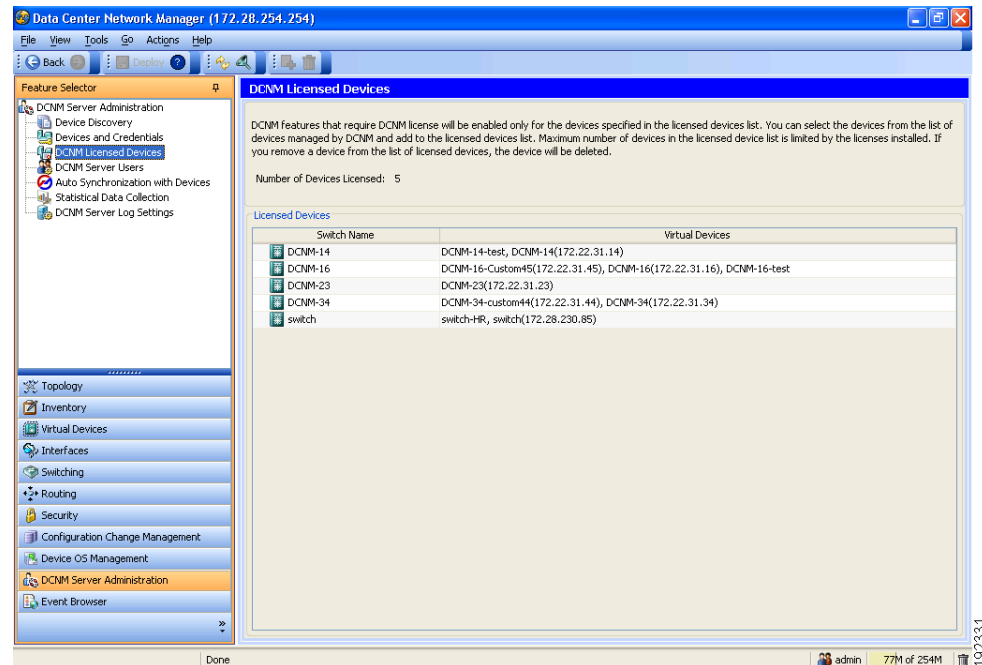 Data Center Network Manager (172.28.254.254)
File View Tools Go Actions Help
Back Deploy
Feature Selector
DCNM Server Administration
Device Discovery
Devices and Credentials
DCNM Licensed Devices
DCNM Server Users
Auto Synchronization with Devices
Statistical Data Collection
DCNM Server Log Settings
Topology
Inventory
Virtual Devices
Interfaces
Switching
Routing
Security
Configuration Change Management
Device OS Management
DCNM Server Administration
Event Browser
DCNM Licensed Devices
DCNM features that require DCNM license will be enabled only for the devices specified in the licensed devices list. You can select the devices from the list of
devices managed by DCNM and add to the licensed devices list. Maximum number of devices in the licensed device list is limited by the licenses installed. If
you remove a device from the list of licensed devices, the device will be deleted.
Number of Devices Licensed: 5
Licensed Devices
Switch Name Virtual Devices
DCNM-14 DCNM-14-test, DCNM-14(172.22.31.14)
DCNM-16 DCNM-16-Custom45(172.22.31.45), DCNM-16(172.22.31.16), DCNM-16-test
DCNM-23 DCNM-23(172.22.31.23)
DCNM-34 DCNM-34-custom44(172.22.31.44), DCNM-34(172.22.31.34)
switch switch-HR, switch(172.28.230.85)
Done admin 77M of 254M
192331